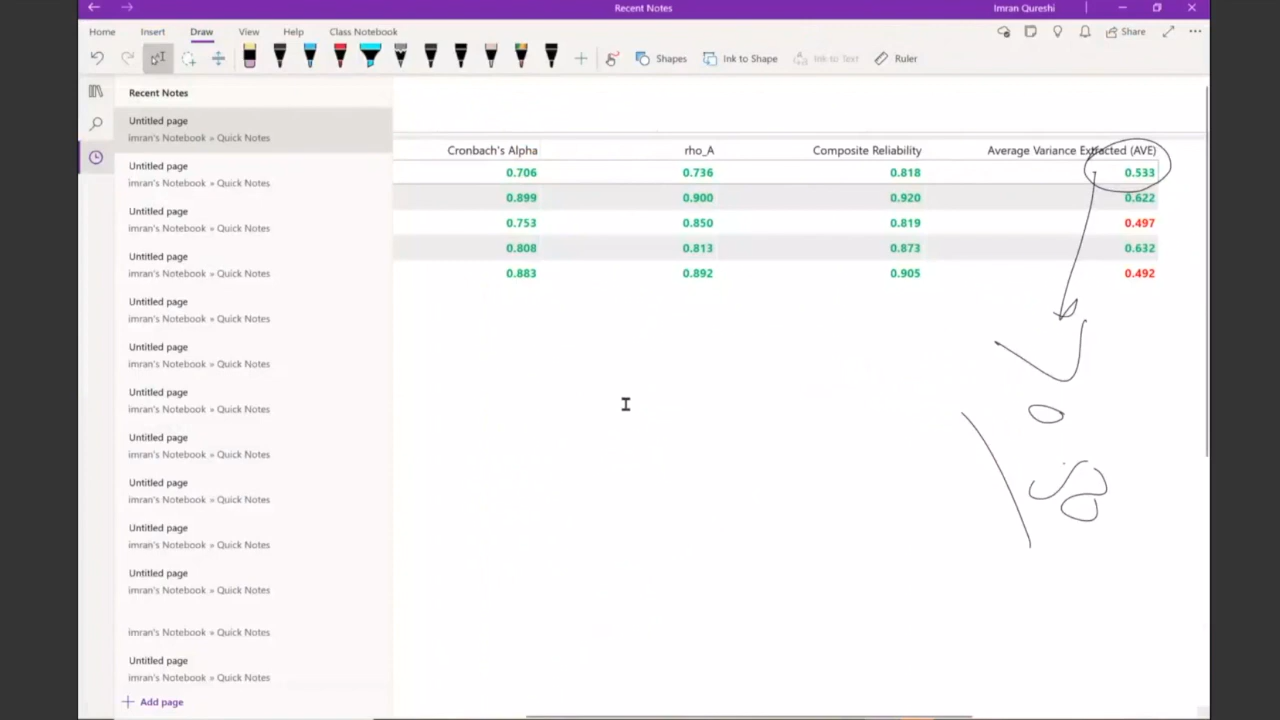 Recent Notes
Imran Qureshi
Home Insert Draw View Help Class Notebook
Share
Shapes Ink to Shape Ink to Text Ruler
Recent Notes
Untitled page
imran's Notebook » Quick Notes
Untitled page
imran's Notebook » Quick Notes
Untitled page
imran's Notebook » Quick Notes
Untitled page
imran's Notebook » Quick Notes
Untitled page
imran's Notebook » Quick Notes
Untitled page
imran's Notebook » Quick Notes
Untitled page
imran's Notebook » Quick Notes
Untitled page
imran's Notebook » Quick Notes
Untitled page
imran's Notebook » Quick Notes
Untitled page
imran's Notebook » Quick Notes
Untitled page
imran's Notebook » Quick Notes
imran's Notebook » Quick Notes
Untitled page
imran's Notebook » Quick Notes
Add page
Cronbach's Alpha rho_A Composite Reliability Average Variance Extracted (AVE)
0.706 0.736 0.818 0.533
0.899 0.900 0.920 0.622
0.753 0.850 0.819 0.497
0.808 0.813 0.873 0.632
0.883 0.892 0.905 0.492